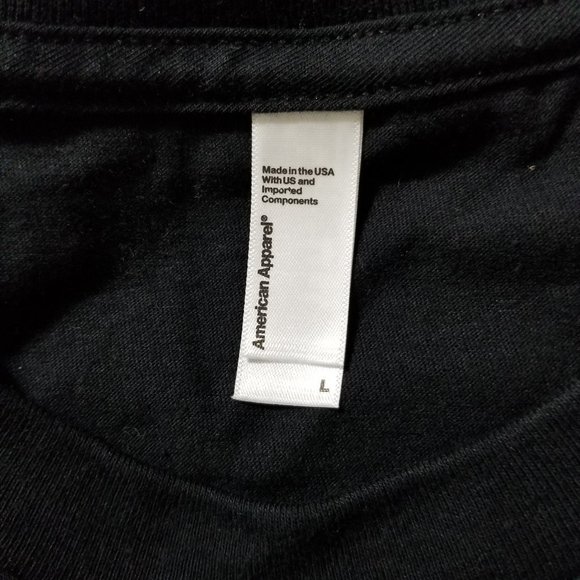 Made in the USA
With US and
Imported
Components
American Apparel®
L